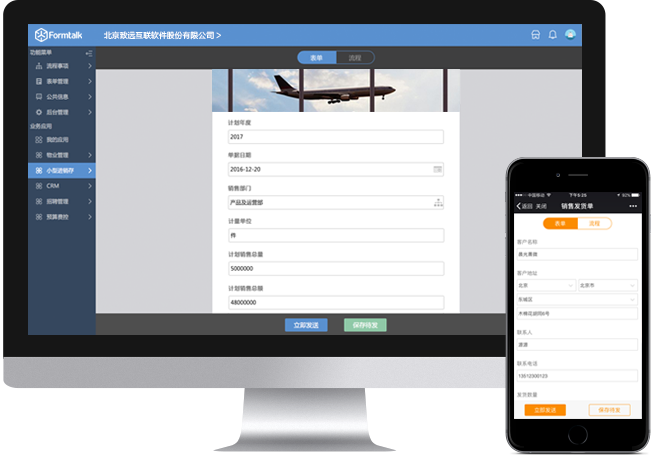 Formtalk
北京致远互联软件股份有限公司 >
功能菜单
流程事项
表单管理
公共信息
后台管理
业务应用
我的应用
物业管理
小型进销存
CRM
招聘管理
预算费控
表单 流程
计划年度
2017
单据日期
2016-12-20
销售部门
产品及运营部
计量单位
件
计划销售总量
5000000
计划销售总额
48000000
立即发送 保存待发
中国移动 下午5:25 92%
返回 关闭 销售发货单
表单 流程
客户名称
客户地址
北京 北京市
东城区
联系人
联系电话
发货数量
立即发送 保存待发